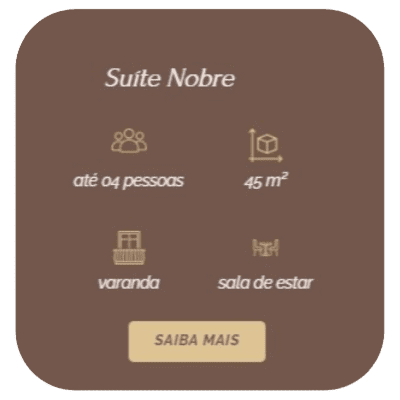 Suíte Nobre
até 04 pessoas
45 m²
varanda
sala de estar
SAIBA MAIS